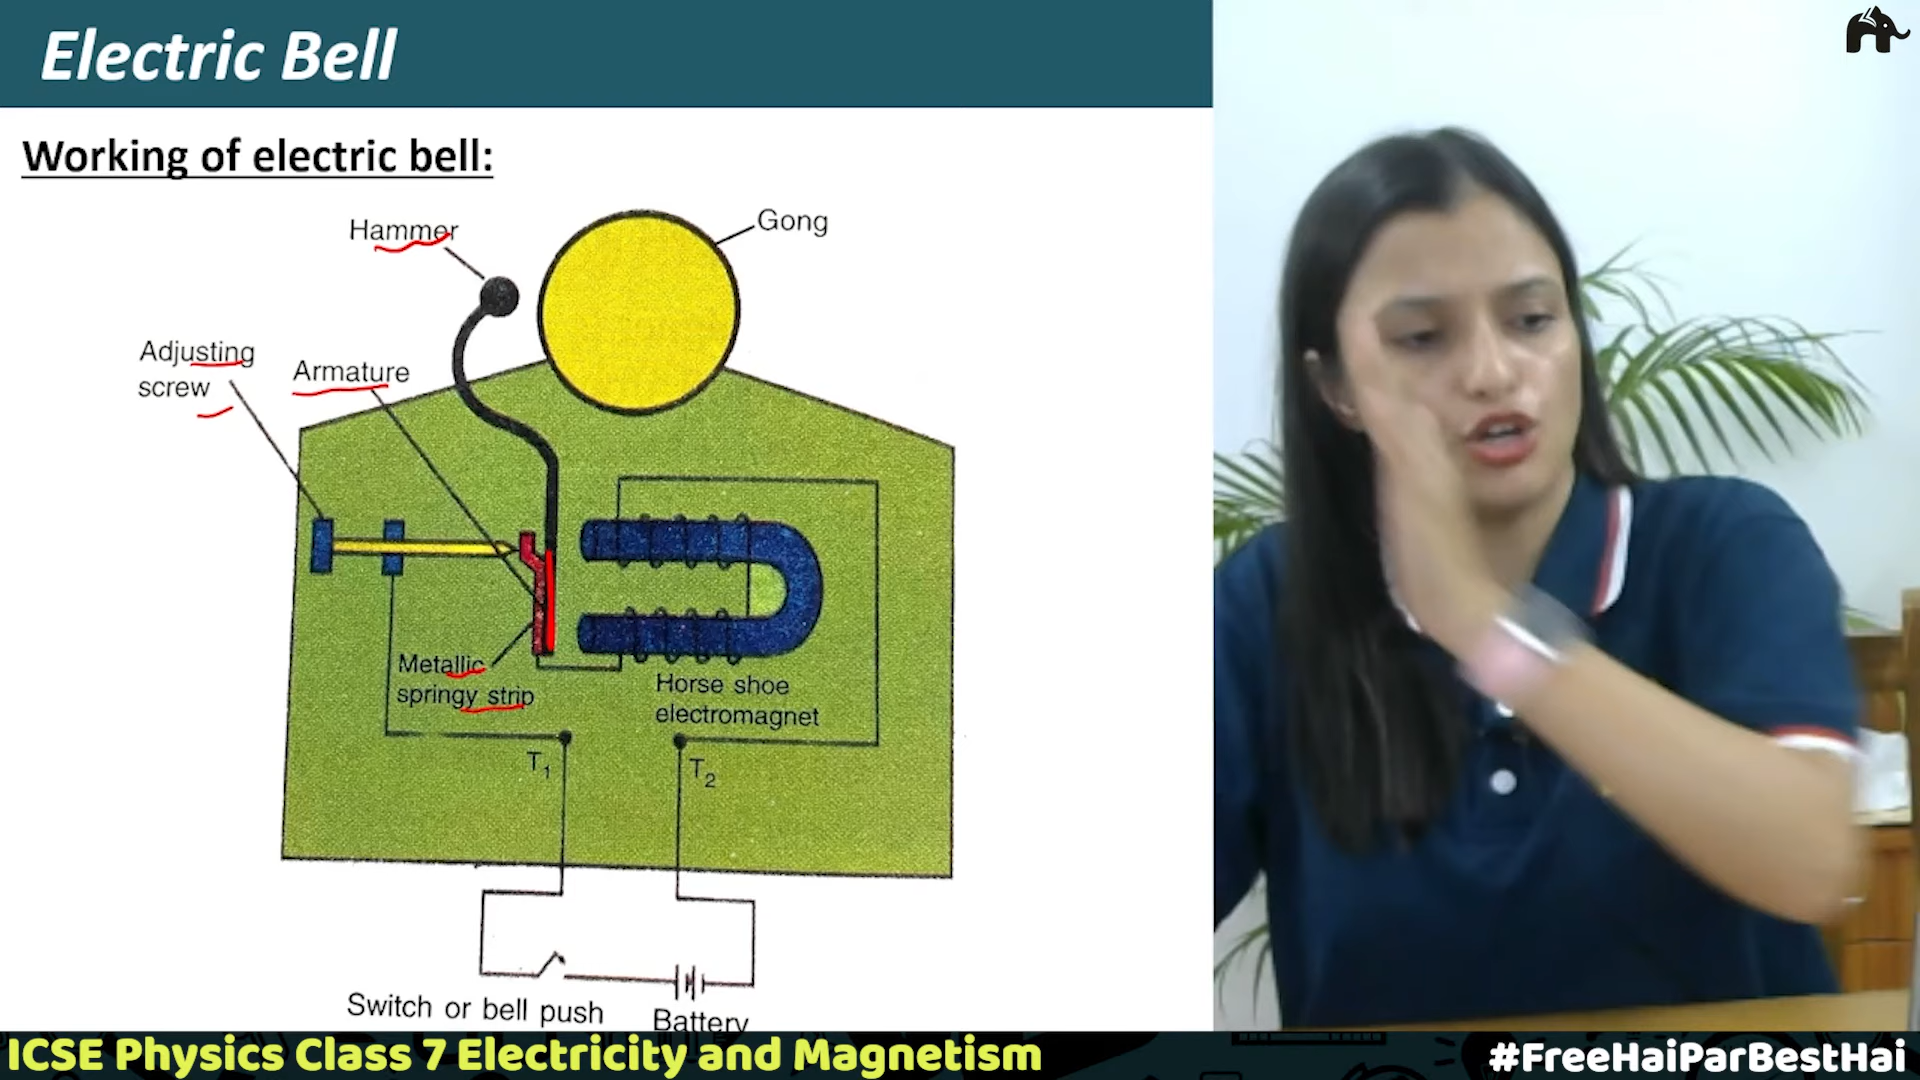 Electric Bell
Working of electric bell:
Hammer
Gong
Adjusting
screw
Armature
Metallic
springy strip
Horse shoe
electromagnet
T1
T2
Switch or bell push
Battery
ICSE Physics Class 7 Electricity and Magnetism
#FreeHaiParBestHai